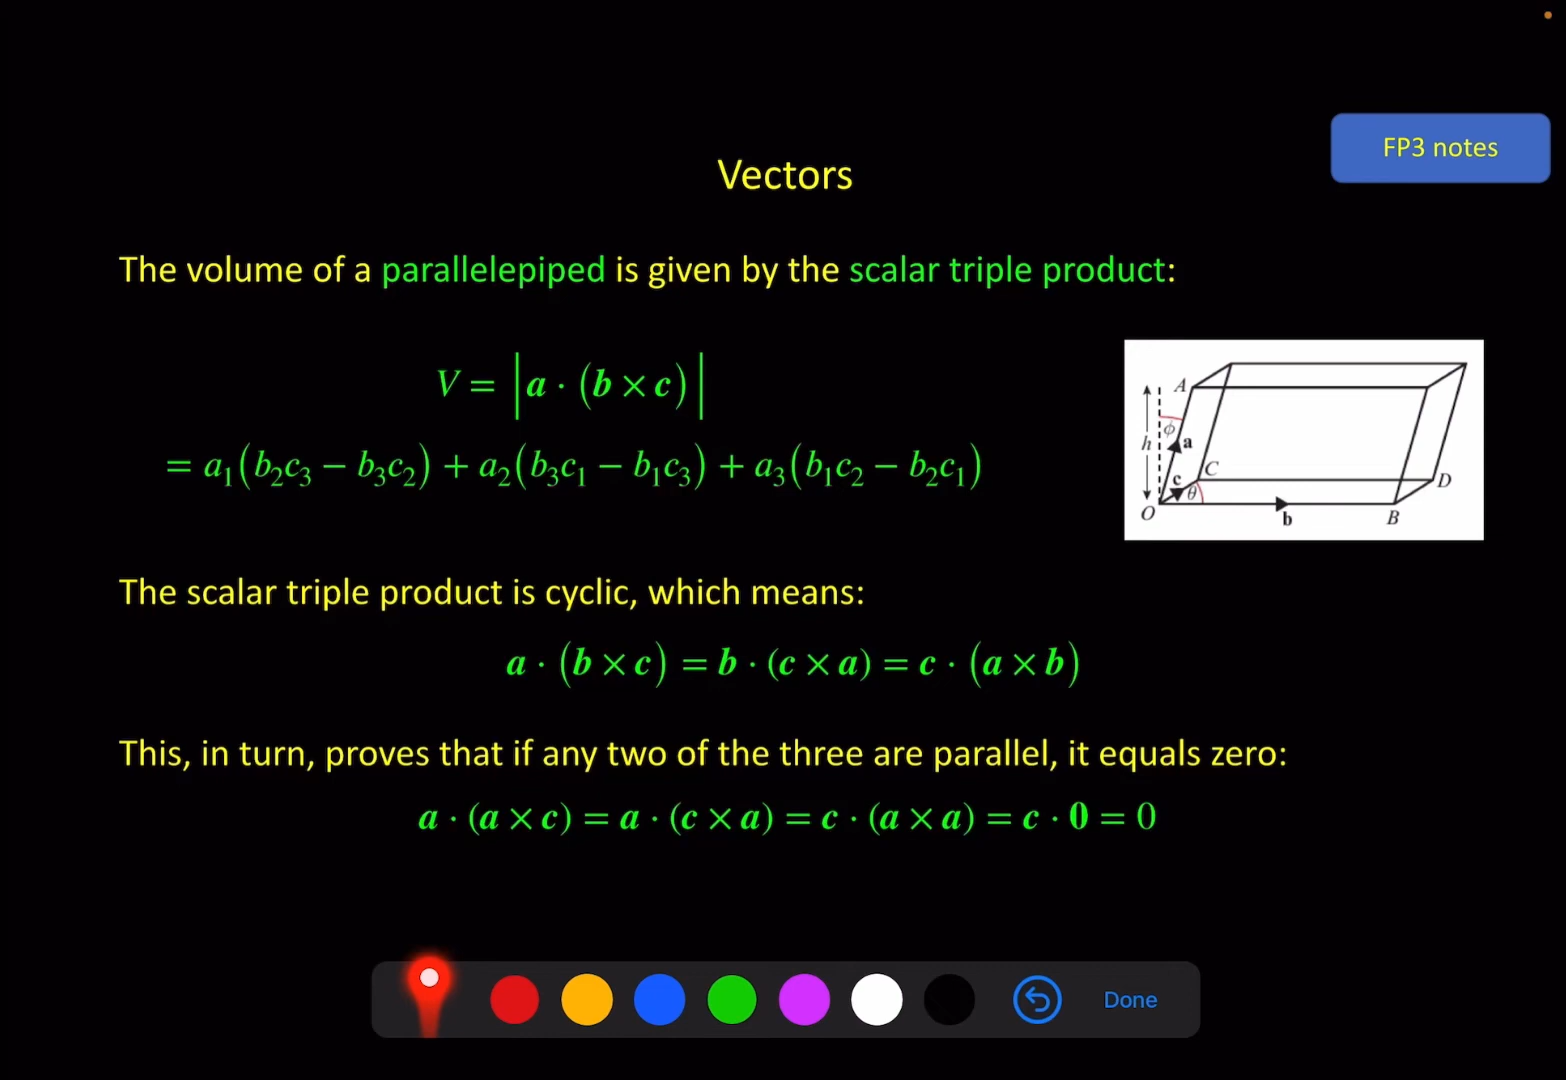 FP3 notes
Vectors
The volume of a parallelepiped is given by the scalar triple product:
V = |a · (b × c)|
= a₁(b₂c₃ − b₃c₂) + a₂(b₃c₁ − b₁c₃) + a₃(b₁c₂ − b₂c₁)
A
h
ϕ
a
C
c
θ
D
O
b
B
The scalar triple product is cyclic, which means:
a · (b × c) = b · (c × a) = c · (a × b)
This, in turn, proves that if any two of the three are parallel, it equals zero:
a · (a × c) = a · (c × a) = c · (a × a) = c · 0 = 0
Done